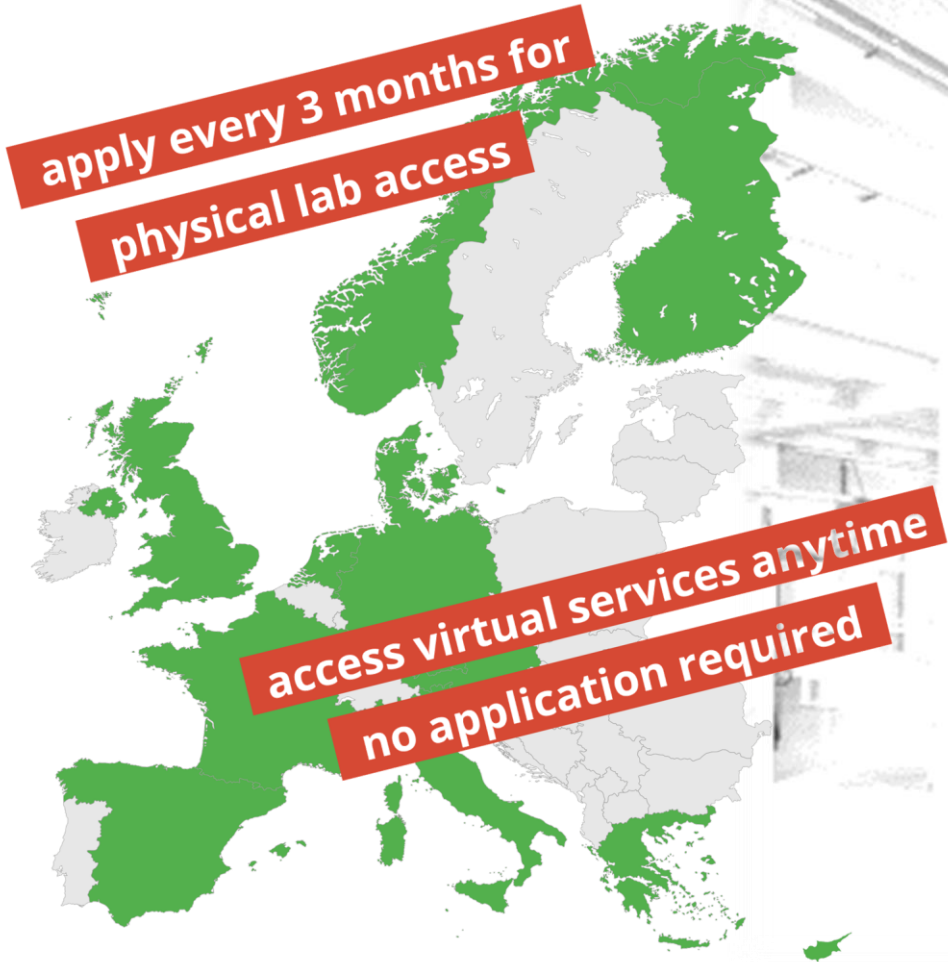 apply every 3 months for
physical lab access
access virtual services anytime
no application required